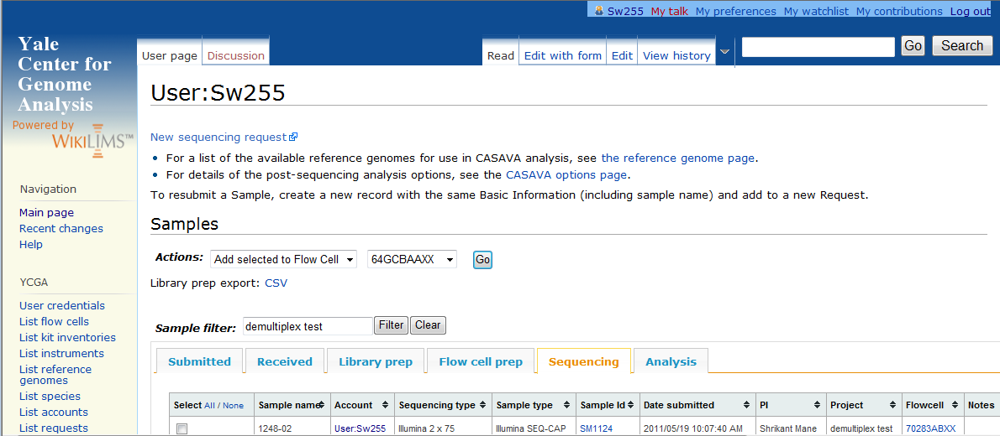 Sw255 My talk My preferences My watchlist My contributions Log out
Yale
Center for
Genome
Analysis
Powered by
WIKILIMS™
User page Discussion
Read Edit with form Edit View history Go Search
User:Sw255
New sequencing request
• For a list of the available reference genomes for use in CASAVA analysis, see the reference genome page.
• For details of the post-sequencing analysis options, see the CASAVA options page.
To resubmit a Sample, create a new record with the same Basic Information (including sample name) and add to a new Request.
Navigation
Main page
Recent changes
Help
YCGA
User credentials
List flow cells
List kit inventories
List instruments
List reference
genomes
List species
List accounts
List requests
Samples
Actions: Add selected to Flow Cell 64GCBAAXX Go
Library prep export: CSV
Sample filter: demultiplex test Filter Clear
Submitted Received Library prep Flow cell prep Sequencing Analysis
Select All / None Sample name Account Sequencing type Sample type Sample Id Date submitted PI Project Flowcell Notes
1248-02 User:Sw255 Illumina 2 x 75 Illumina SEQ-CAP SM1124 2011/05/19 10:07:40 AM Shrikant Mane demultiplex test 70283ABXX